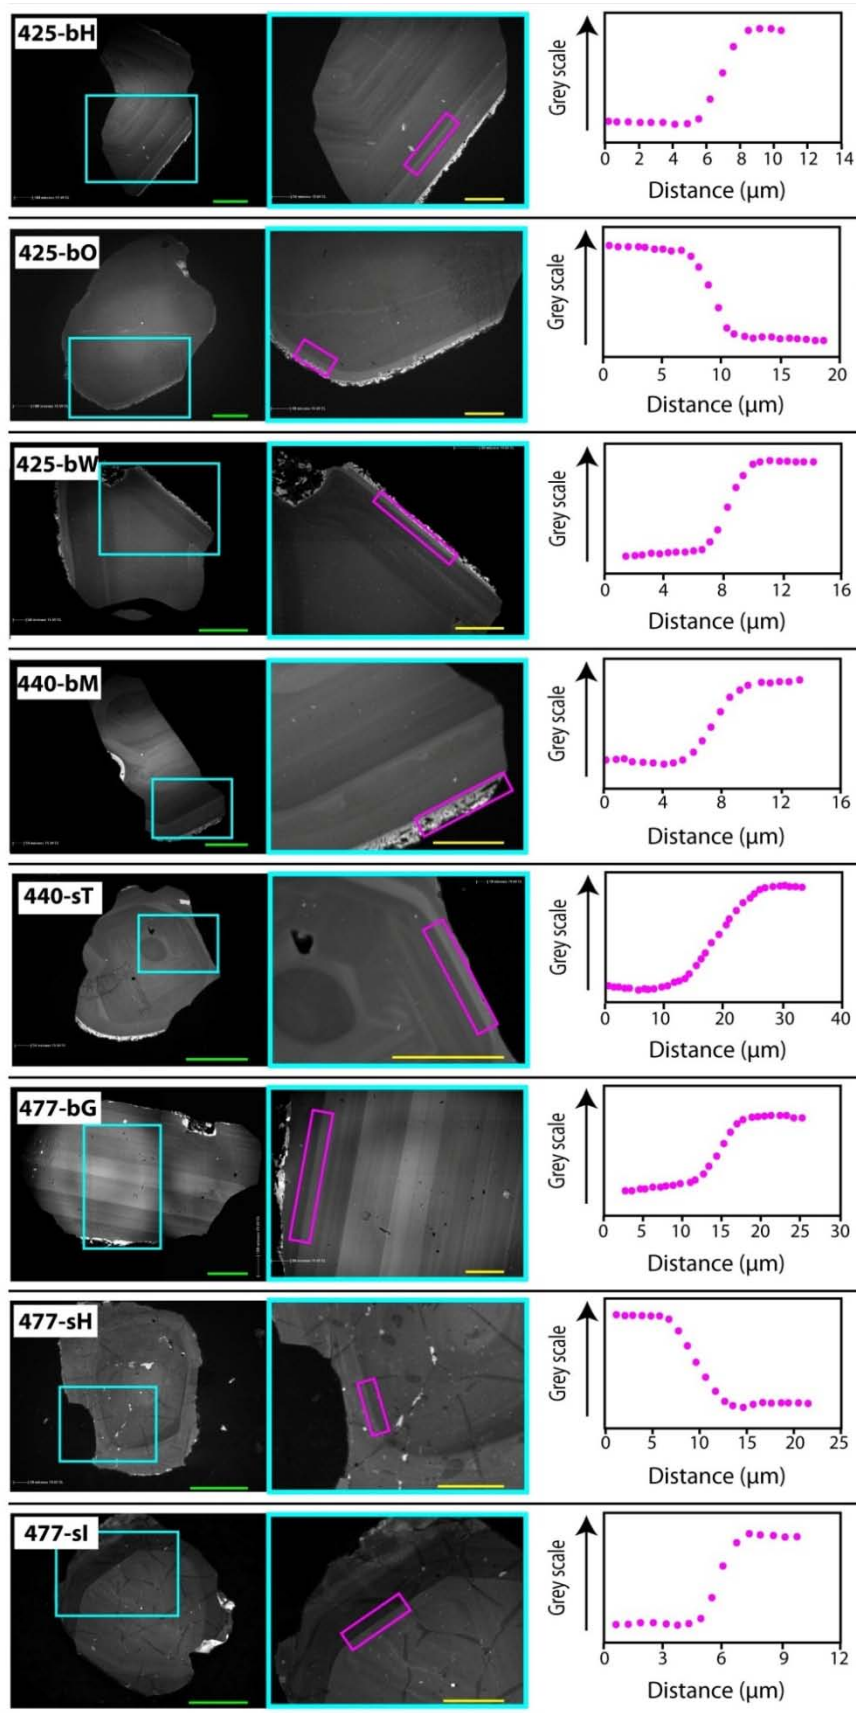 425-bH
Grey scale
0 2 4 6 8 10 12 14
Distance (µm)
425-bO
Grey scale
0 5 10 15 20
Distance (µm)
425-bW
Grey scale
0 4 8 12 16
Distance (µm)
440-bM
Grey scale
0 4 8 12 16
Distance (µm)
440-sT
Grey scale
0 10 20 30 40
Distance (µm)
477-bG
Grey scale
0 5 10 15 20 25 30
Distance (µm)
477-sH
Grey scale
0 5 10 15 20 25
Distance (µm)
477-sI
Grey scale
0 3 6 9 12
Distance (µm)